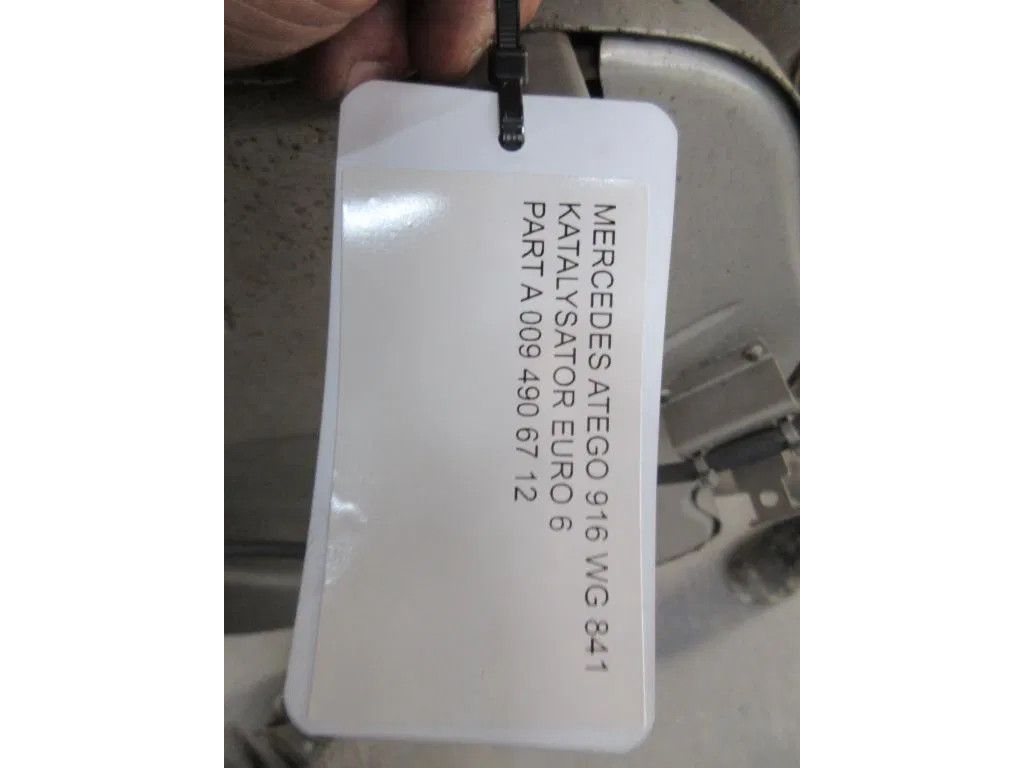 MERCEDES ATEGO 916 WG 841
KATALYSATOR EURO 6
PART A 009 490 67 12